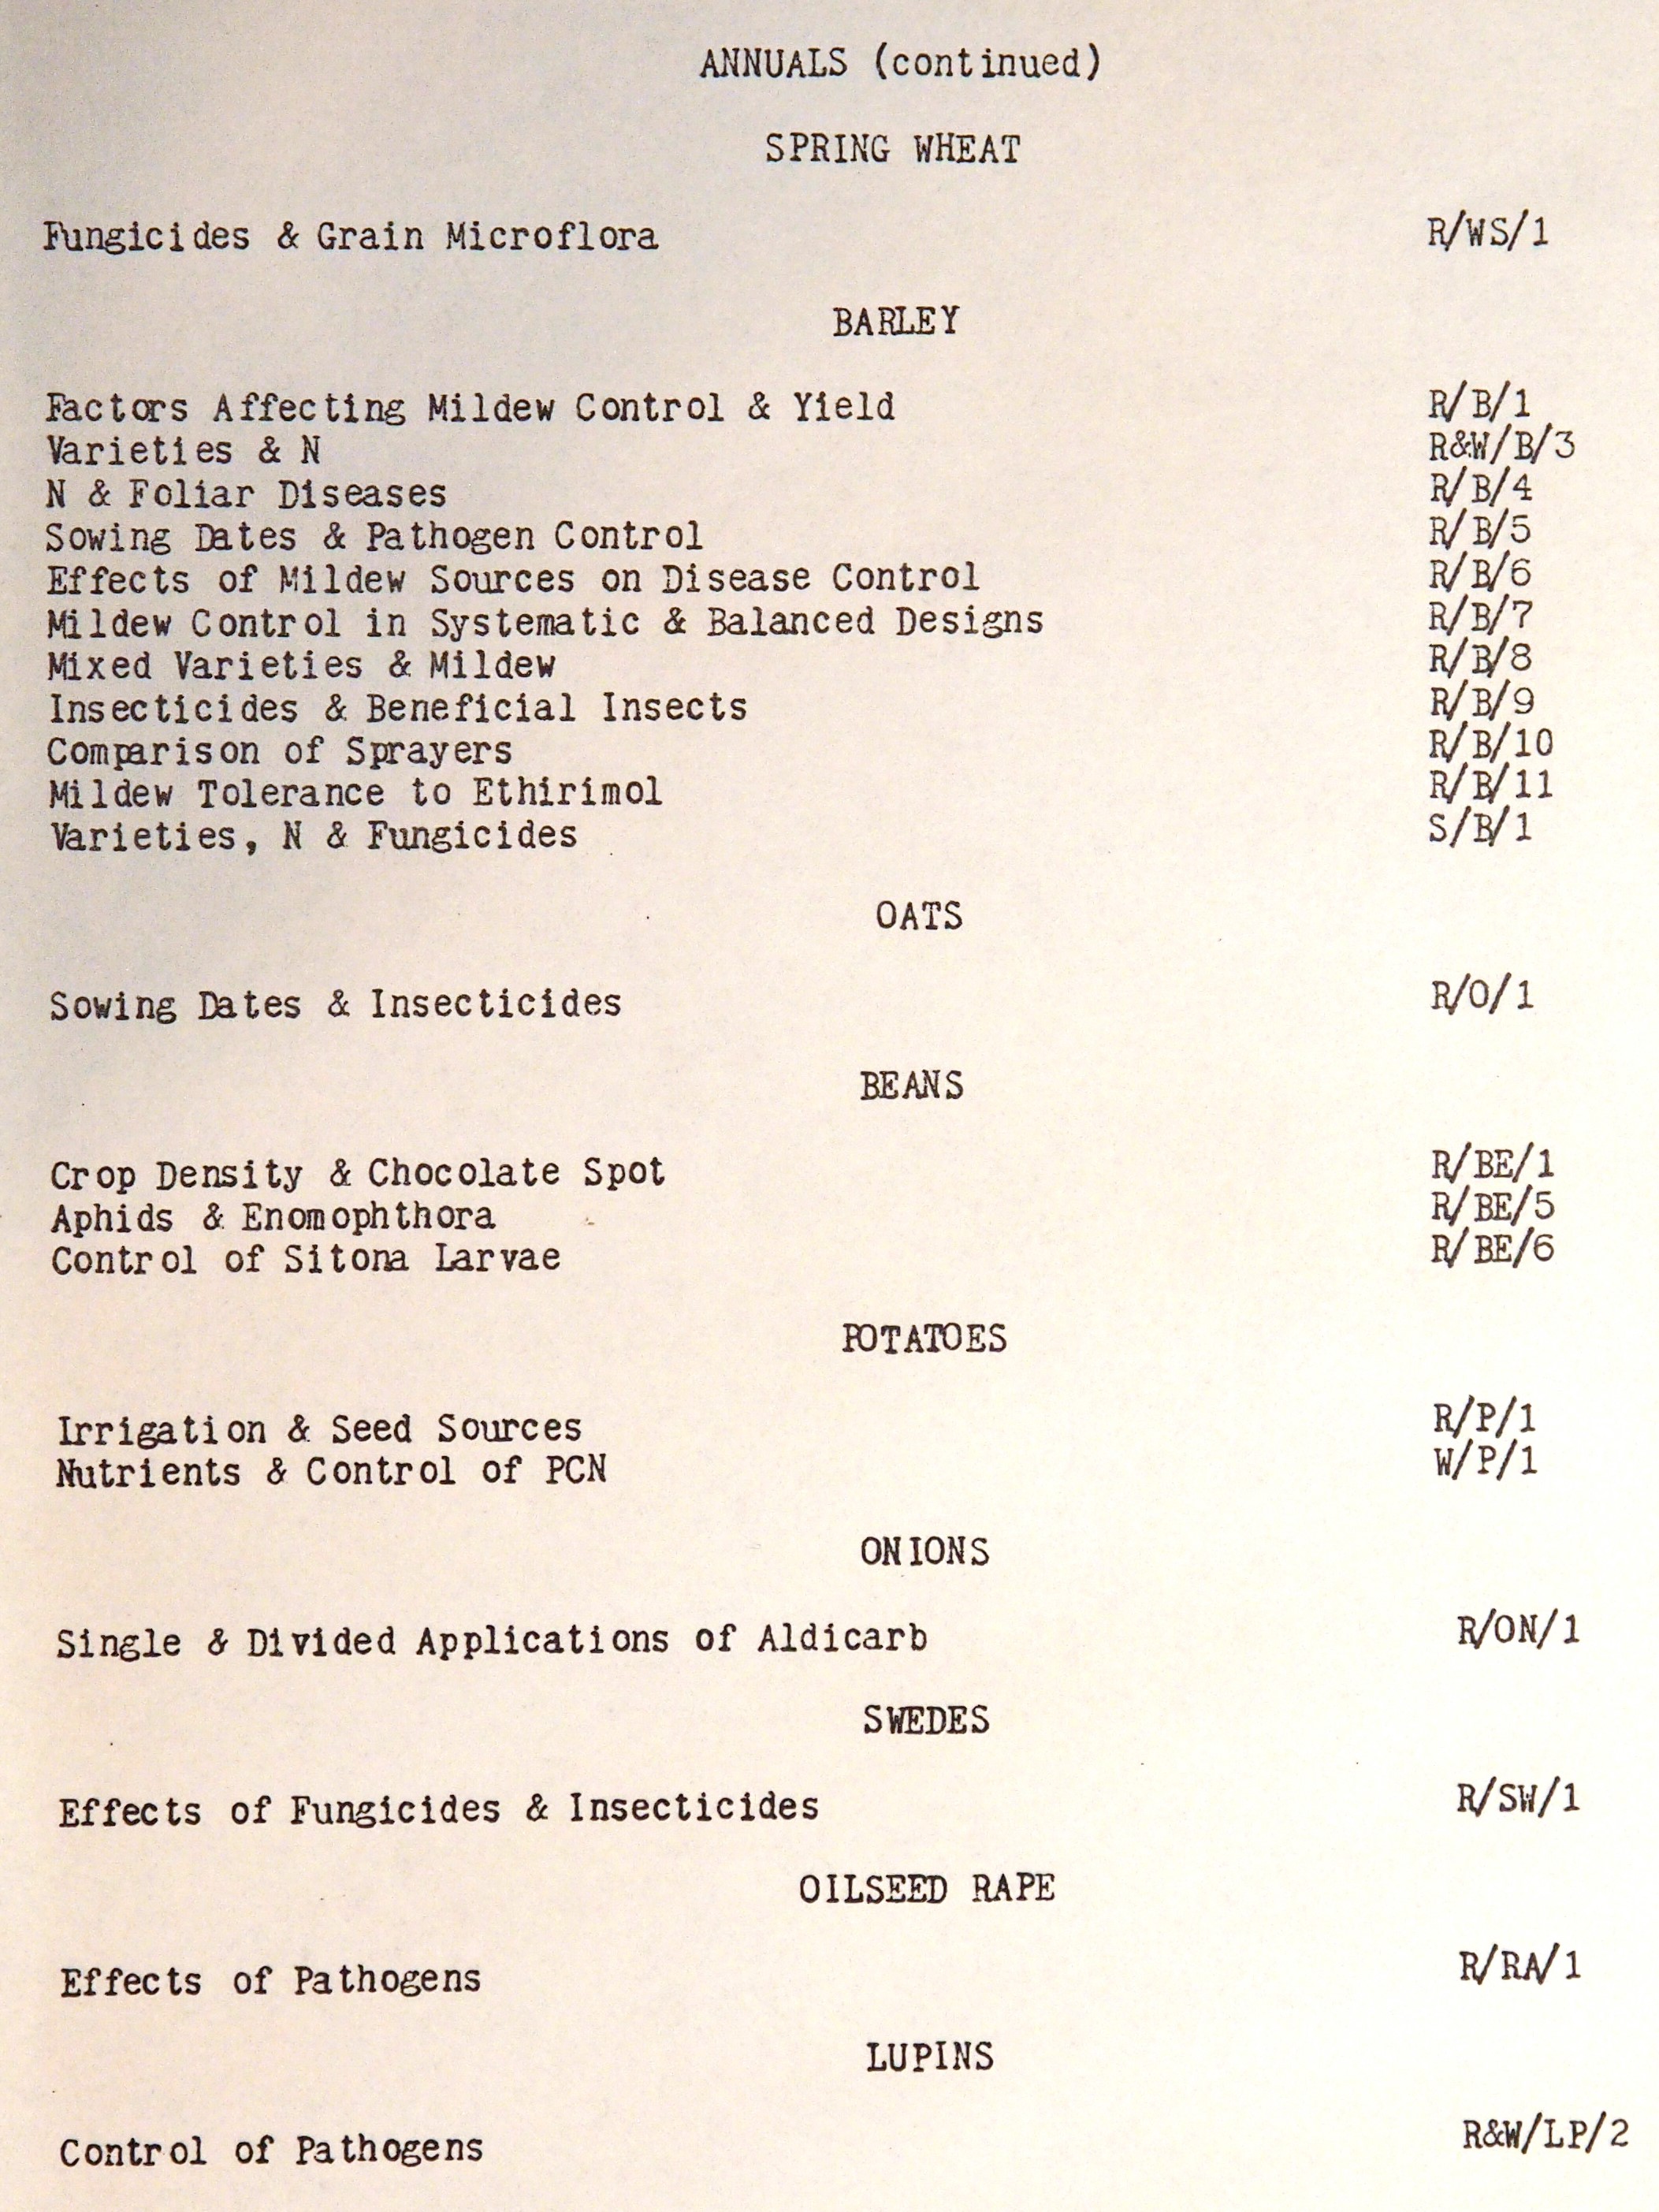 ANNUALS (continued)
SPRING WHEAT
Fungicides & Grain Microflora R/WS/1
BARLEY
Factors Affecting Mildew Control & Yield R/B/1
Varieties & N R&W/B/3
N & Foliar Diseases R/B/4
Sowing Dates & Pathogen Control R/B/5
Effects of Mildew Sources on Disease Control R/B/6
Mildew Control in Systematic & Balanced Designs R/B/7
Mixed Varieties & Mildew R/B/8
Insecticides & Beneficial Insects R/B/9
Comparison of Sprayers R/B/10
Mildew Tolerance to Ethirimol R/B/11
Varieties, N & Fungicides S/B/1
OATS
Sowing Dates & Insecticides R/O/1
BEANS
Crop Density & Chocolate Spot R/BE/1
Aphids & Enomophthora R/BE/5
Control of Sitona Larvae R/BE/6
POTATOES
Irrigation & Seed Sources R/P/1
Nutrients & Control of PCN W/P/1
ONIONS
Single & Divided Applications of Aldicarb R/ON/1
SWEDES
Effects of Fungicides & Insecticides R/SW/1
OILSEED RAPE
Effects of Pathogens R/RA/1
LUPINS
Control of Pathogens R&W/LP/2